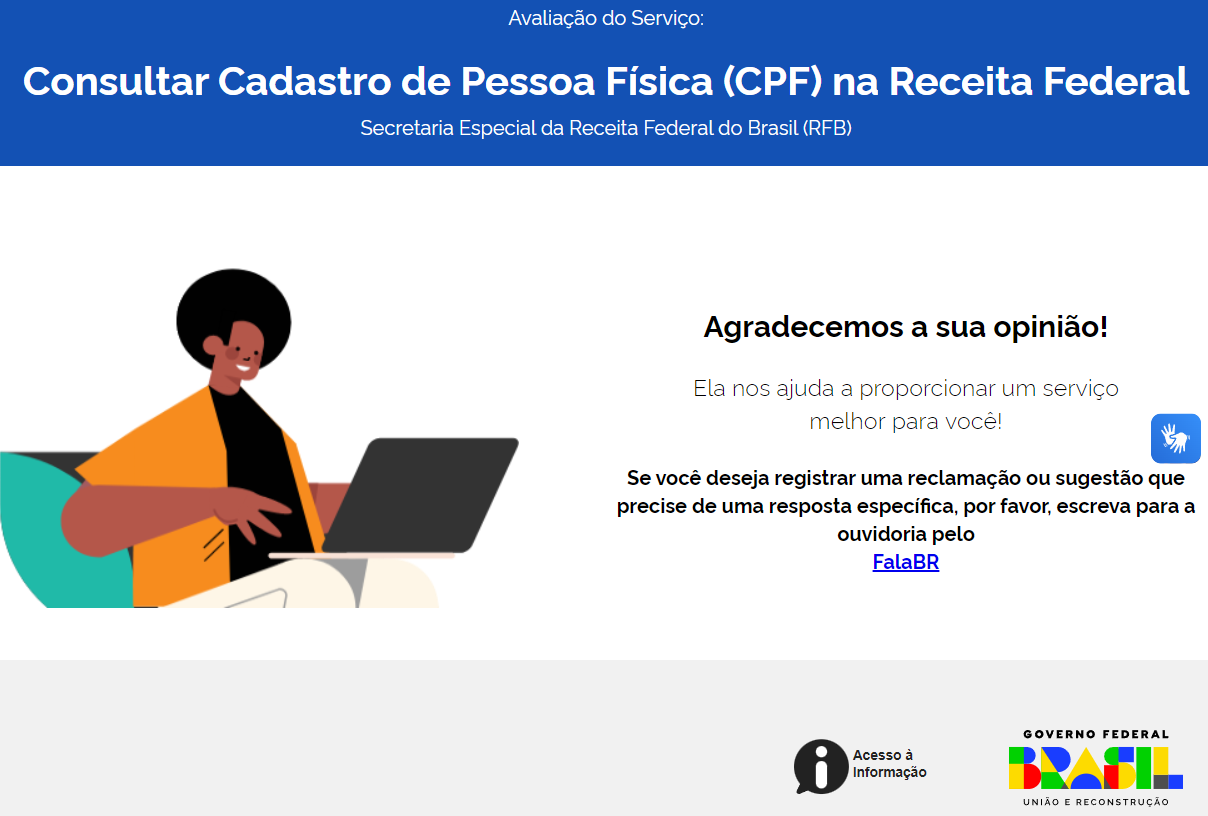 Avaliação do Serviço:
Consultar Cadastro de Pessoa Física (CPF) na Receita Federal
Secretaria Especial da Receita Federal do Brasil (RFB)
Agradecemos a sua opinião!
Ela nos ajuda a proporcionar um serviço
melhor para você!
Se você deseja registrar uma reclamação ou sugestão que
precise de uma resposta específica, por favor, escreva para a
ouvidoria pelo
FalaBR
Acesso à
Informação
GOVERNO FEDERAL
BRASIL
UNIÃO E RECONSTRUÇÃO